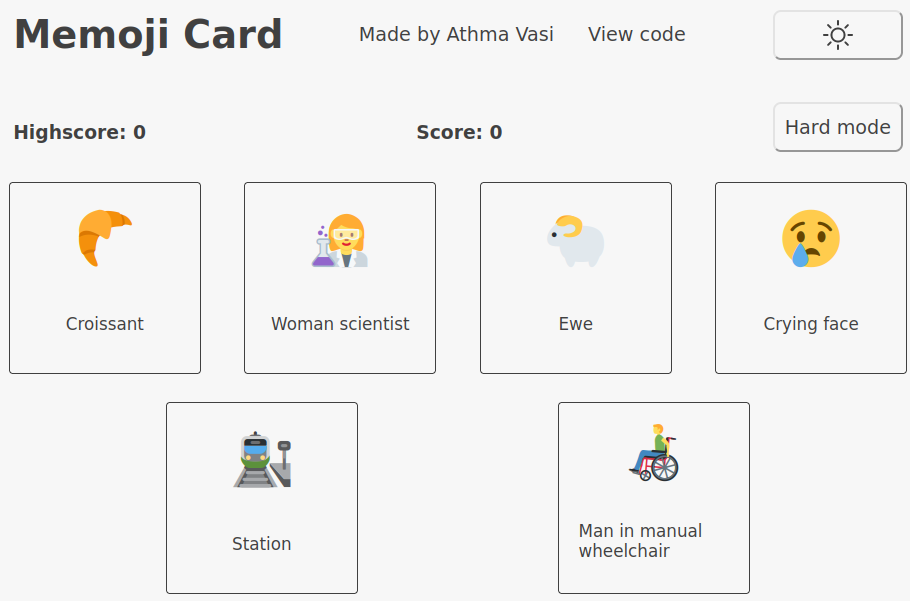 Memoji Card
Made by Athma Vasi
View code
Highscore: 0
Score: 0
Hard mode
Croissant
Woman scientist
Ewe
Crying face
Station
Man in manual
wheelchair